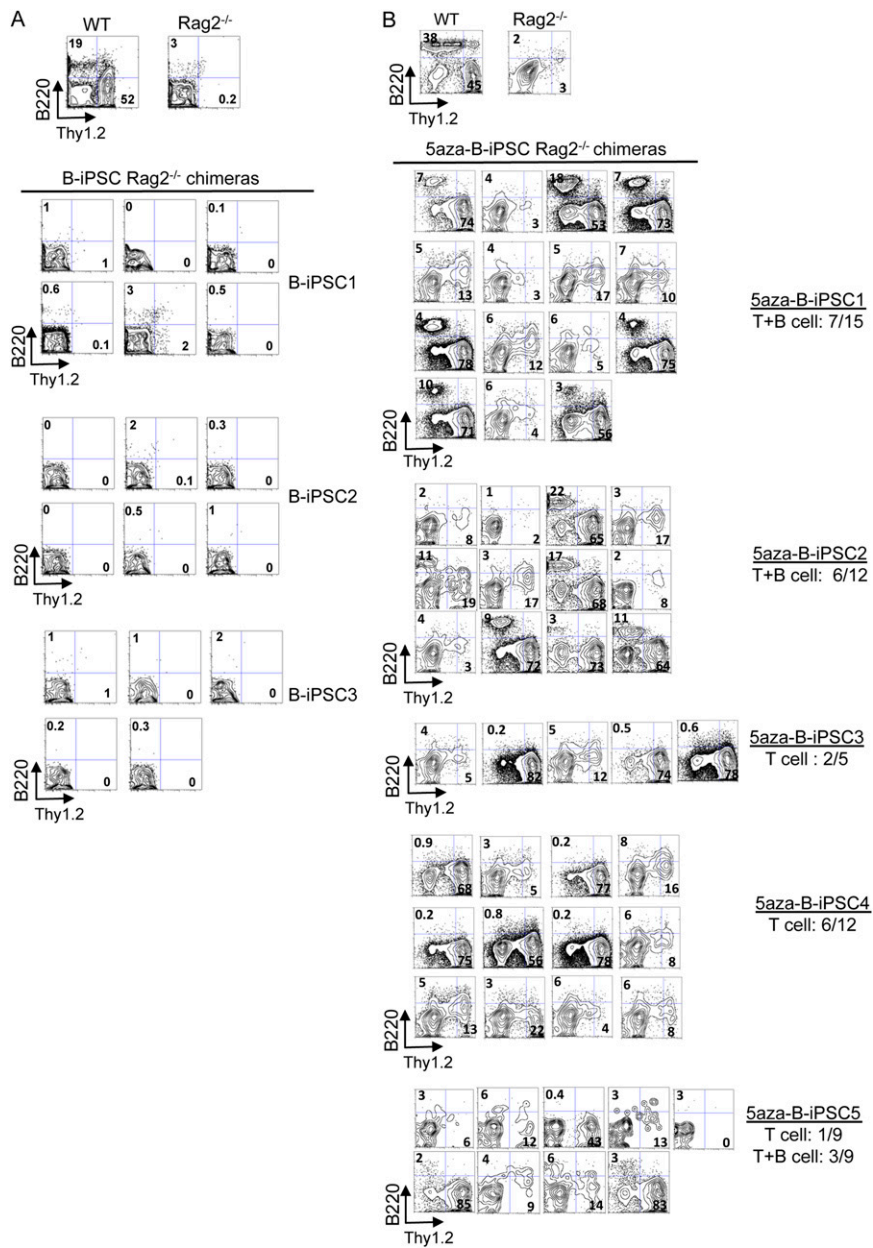 A
WT Rag2-/-
19 3
52 0.2
B220
Thy1.2
B-iPSC Rag2-/- chimeras
1 0 0.1
1 0 0
B-iPSC1
0.6 3 0.5
0.1 2 0
B220
Thy1.2
0 2 0.3
0 0.1 0
B-iPSC2
0 0.5 1
0 0 0
B220
Thy1.2
1 1 2
1 0 0
B-iPSC3
0.2 0.3
0 0
B220
Thy1.2
B
WT Rag2-/-
38 2
45 3
B220
Thy1.2
5aza-B-iPSC Rag2-/- chimeras
7 4 18 7
74 3 53 73
5 4 5 7
13 3 17 10
4 6 6 4
78 12 5 75
10 6 3
71 4 56
B220
Thy1.2
5aza-B-iPSC1
T+B cell: 7/15
2 1 22 3
8 2 65 17
11 3 17 2
19 17 68 8
4 9 3 11
3 72 73 64
B220
Thy1.2
5aza-B-iPSC2
T+B cell: 6/12
4 0.2 5 0.5 0.6
5 82 12 74 78
B220
Thy1.2
5aza-B-iPSC3
T cell : 2/5
0.9 3 0.2 8
68 5 77 16
0.2 0.8 0.2 6
75 56 78 8
5 3 6 6
13 22 4 8
B220
Thy1.2
5aza-B-iPSC4
T cell: 6/12
3 6 0.4 3 3
6 12 43 13 0
2 4 6 3
85 9 14 83
B220
Thy1.2
5aza-B-iPSC5
T cell: 1/9
T+B cell: 3/9